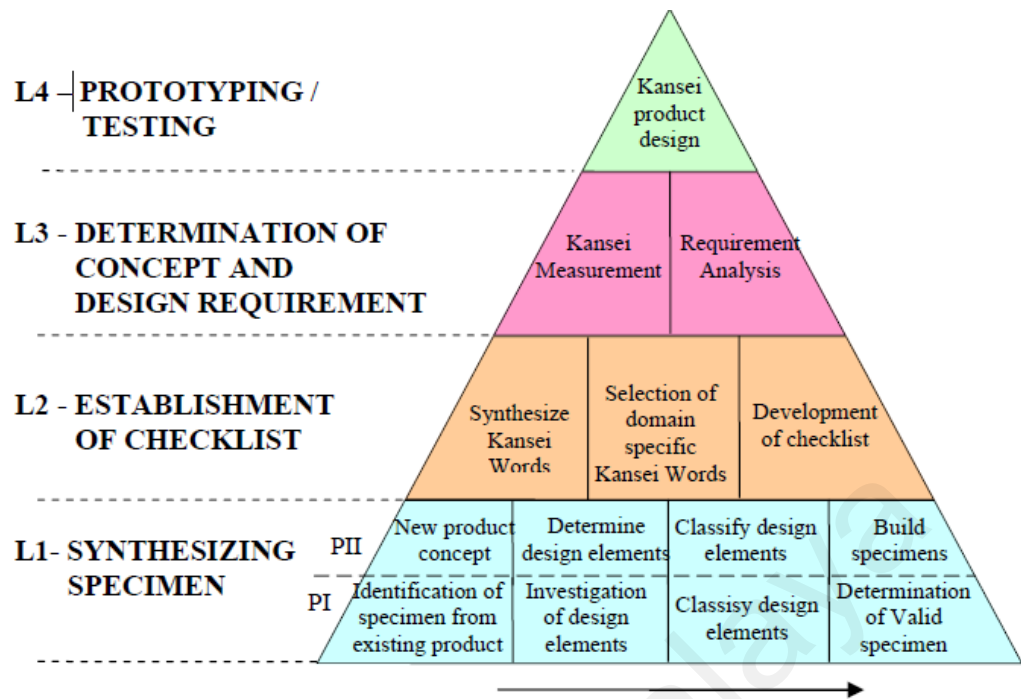 L4 – PROTOTYPING /
TESTING
Kansei
product
design
L3 - DETERMINATION OF
CONCEPT AND
DESIGN REQUIREMENT
Kansei
Measurement
Requirement
Analysis
L2 - ESTABLISHMENT
OF CHECKLIST
Synthesize
Kansei
Words
Selection of
domain
specific
Kansei Words
Development
of checklist
L1- SYNTHESIZING
SPECIMEN
PII
New product
concept
Determine
design elements
Classify design
elements
Build
specimens
PI
Identification of
specimen from
existing product
Investigation
of design
elements
Classisy design
elements
Determination
of Valid
specimen
alaya